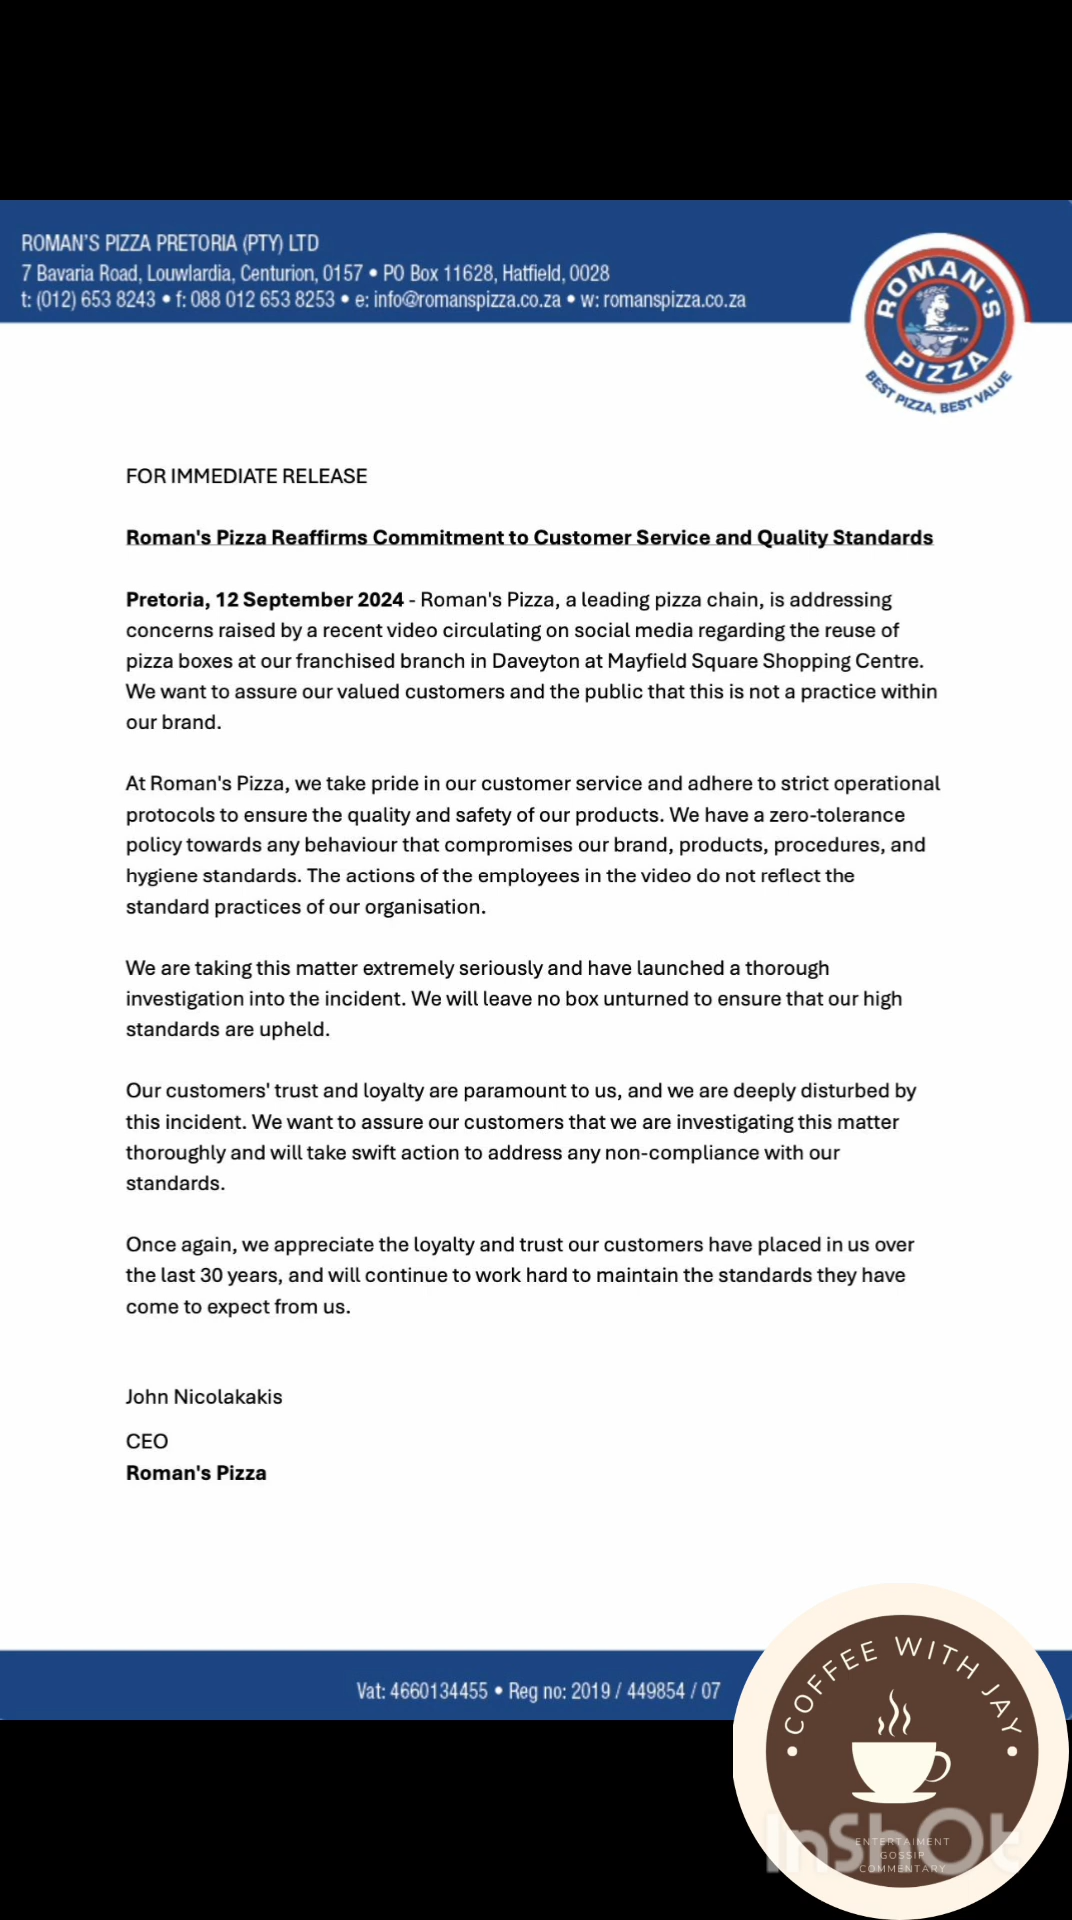 ROMAN'S PIZZA PRETORIA (PTY) LTD
7 Bavaria Road, Louwlardia, Centurion, 0157 • PO Box 11628, Hatfield, 0028
t: (012) 653 8243 • f: 088 012 653 8253 • e: info@romanspizza.co.za • w: romanspizza.co.za
ROMAN'S
PIZZA
TM
BEST PIZZA, BEST VALUE
FOR IMMEDIATE RELEASE
Roman's Pizza Reaffirms Commitment to Customer Service and Quality Standards
Pretoria, 12 September 2024 - Roman's Pizza, a leading pizza chain, is addressing
concerns raised by a recent video circulating on social media regarding the reuse of
pizza boxes at our franchised branch in Daveyton at Mayfield Square Shopping Centre.
We want to assure our valued customers and the public that this is not a practice within
our brand.
At Roman's Pizza, we take pride in our customer service and adhere to strict operational
protocols to ensure the quality and safety of our products. We have a zero-tolerance
policy towards any behaviour that compromises our brand, products, procedures, and
hygiene standards. The actions of the employees in the video do not reflect the
standard practices of our organisation.
We are taking this matter extremely seriously and have launched a thorough
investigation into the incident. We will leave no box unturned to ensure that our high
standards are upheld.
Our customers' trust and loyalty are paramount to us, and we are deeply disturbed by
this incident. We want to assure our customers that we are investigating this matter
thoroughly and will take swift action to address any non-compliance with our
standards.
Once again, we appreciate the loyalty and trust our customers have placed in us over
the last 30 years, and will continue to work hard to maintain the standards they have
come to expect from us.
John Nicolakakis
CEO
Roman's Pizza
Vat: 4660134455 • Reg no: 2019 / 449854 / 07
• COFFEE WITH JAY •
InShOt
ENTERTAIMENT
GOSSIP
COMMENTARY